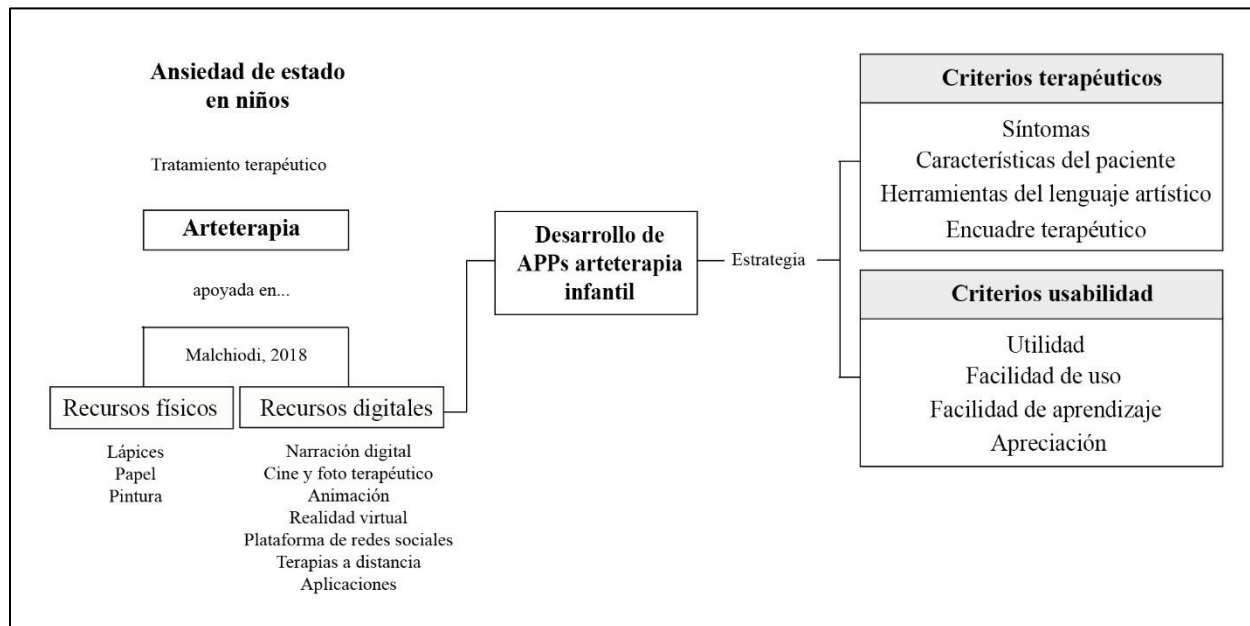 Ansiedad de estado
en niños
Tratamiento terapéutico
Arteterapia
apoyada en...
Malchiodi, 2018
Recursos físicos
Lápices
Papel
Pintura
Recursos digitales
Narración digital
Cine y foto terapéutico
Animación
Realidad virtual
Plataforma de redes sociales
Terapias a distancia
Aplicaciones
Desarrollo de
APPs arteterapia
infantil
Estrategia
Criterios terapéuticos
Síntomas
Características del paciente
Herramientas del lenguaje artístico
Encuadre terapéutico
Criterios usabilidad
Utilidad
Facilidad de uso
Facilidad de aprendizaje
Apreciación